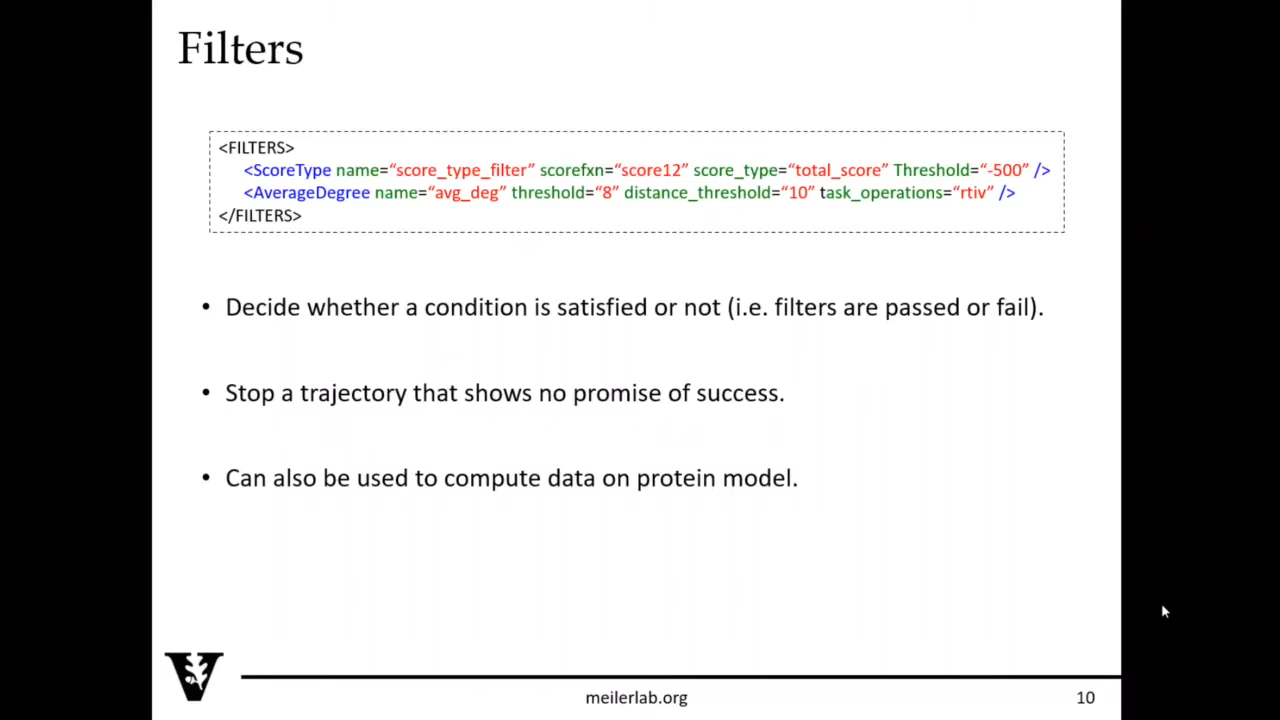 Filters
<FILTERS>
<ScoreType name=“score_type_filter” scorefxn=“score12” score_type=“total_score” Threshold=“-500” />
<AverageDegree name=“avg_deg” threshold=“8” distance_threshold=“10” task_operations=“rtiv” />
</FILTERS>
• Decide whether a condition is satisfied or not (i.e. filters are passed or fail).
• Stop a trajectory that shows no promise of success.
• Can also be used to compute data on protein model.
V
meilerlab.org
10